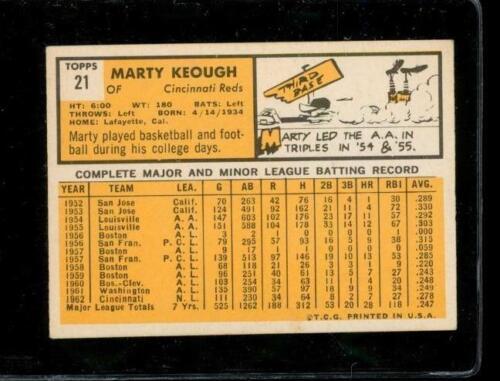 TOPPS
21
MARTY KEOUGH
OF Cincinnati Reds
HT: 6:00 WT: 180 BATS: Left
THROWS: Left BORN: 4/14/1934
HOME: Lafayette, Cal.
Marty played basketball and foot-
ball during his college days.
THIRD
BASE
M
MARTY LED THE A.A. IN
TRIPLES IN '54 & '55.
COMPLETE MAJOR AND MINOR LEAGUE BATTING RECORD
YEAR TEAM LEA. G AB R H 2B 3B HR RBI AVG.
1952 San Jose Calif. 70 263 42 76 16 4 1 30 .289
1953 San Jose Calif. 124 491 92 162 33 11 4 72 .330
1954 Louisville A.A. 147 603 102 176 30 17 11 57 .292
1955 Louisville A.A. 151 588 104 178 33 14 12 67 .303
1956 Boston A.L. 3 2 1 0 0 0 0 1 .000
1956 San Fran. P.C.L. 79 295 57 93 16 5 9 38 .315
1957 Boston A.L. 9 17 1 1 0 0 0 0 .059
1957 San Fran. P.C.L. 139 513 97 146 19 10 13 53 .285
1958 Boston A.L. 68 118 21 26 3 3 1 9 .220
1959 Boston A.L. 96 251 40 61 13 5 7 27 .243
1960 Bos.-Clev. A.L. 103 254 34 63 11 1 4 20 .248
1961 Washington A.L. 135 390 57 97 18 9 9 34 .249
1962 Cincinnati N.L. 111 230 34 64 8 2 7 27 .278
Major League Totals 7 Yrs. 525 1262 188 312 53 20 28 118 .247
©T.C.G. PRINTED IN U.S.A.